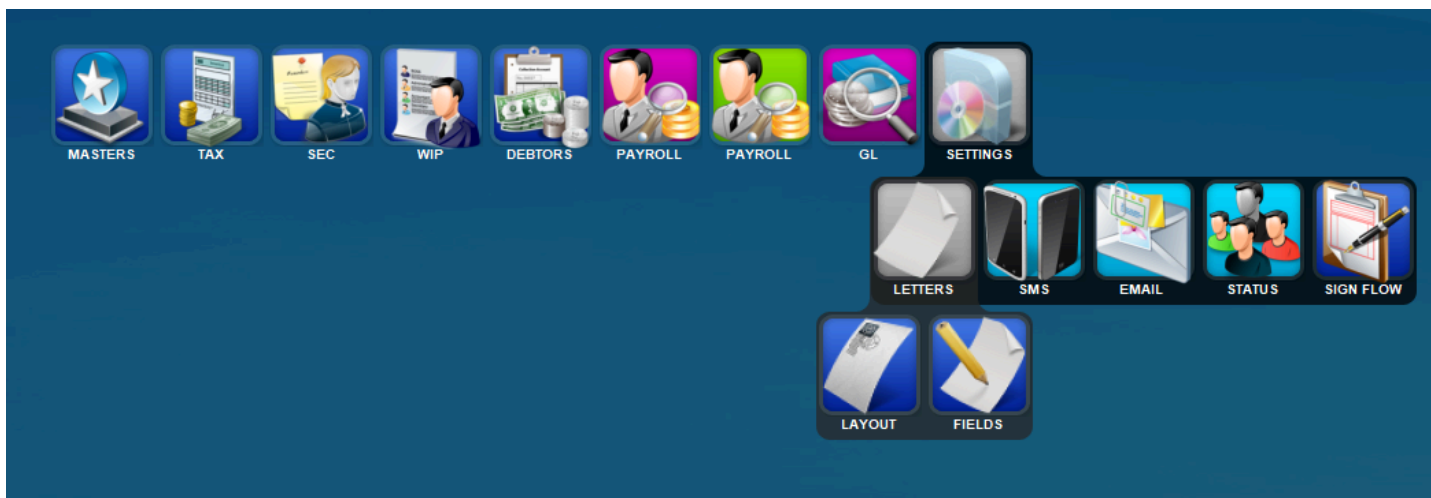 MASTERS TAX SEC WIP DEBTORS PAYROLL PAYROLL GL SETTINGS
LETTERS SMS EMAIL STATUS SIGN FLOW
LAYOUT FIELDS